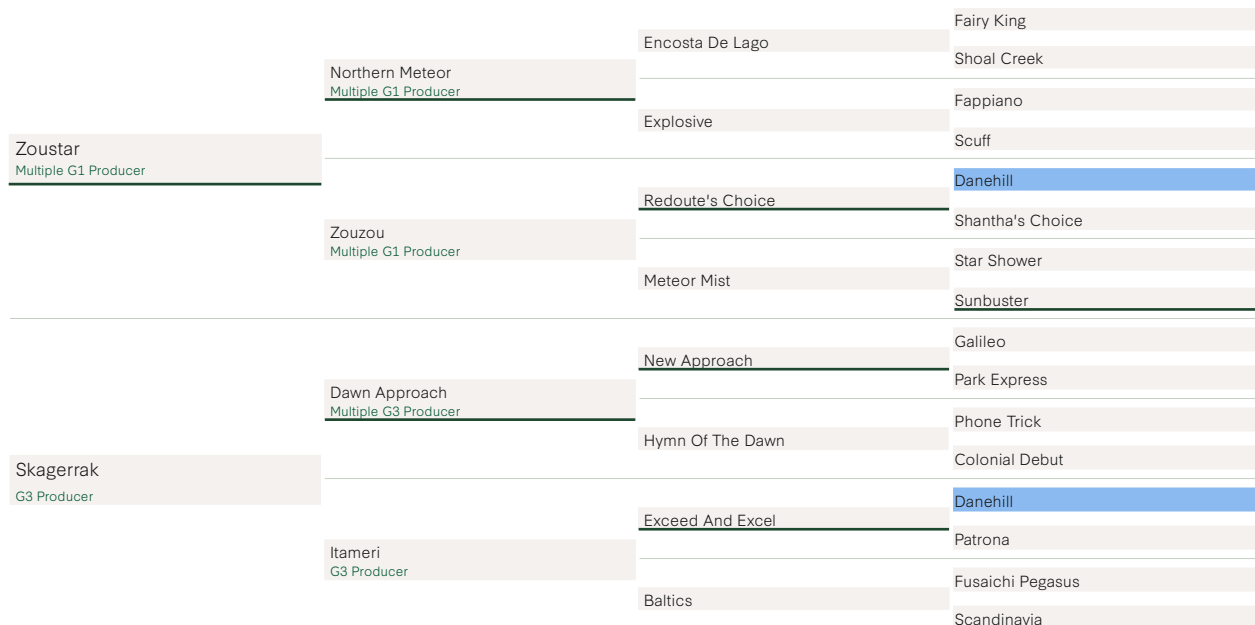 Zoustar
Multiple G1 Producer
Skagerrak
G3 Producer
Northern Meteor
Multiple G1 Producer
Zouzou
Multiple G1 Producer
Dawn Approach
Multiple G3 Producer
Itameri
G3 Producer
Encosta De Lago
Explosive
Redoute's Choice
Meteor Mist
New Approach
Hymn Of The Dawn
Exceed And Excel
Baltics
Fairy King
Shoal Creek
Fappiano
Scuff
Danehill
Shantha's Choice
Star Shower
Sunbuster
Galileo
Park Express
Phone Trick
Colonial Debut
Danehill
Patrona
Fusaichi Pegasus
Scandinavia